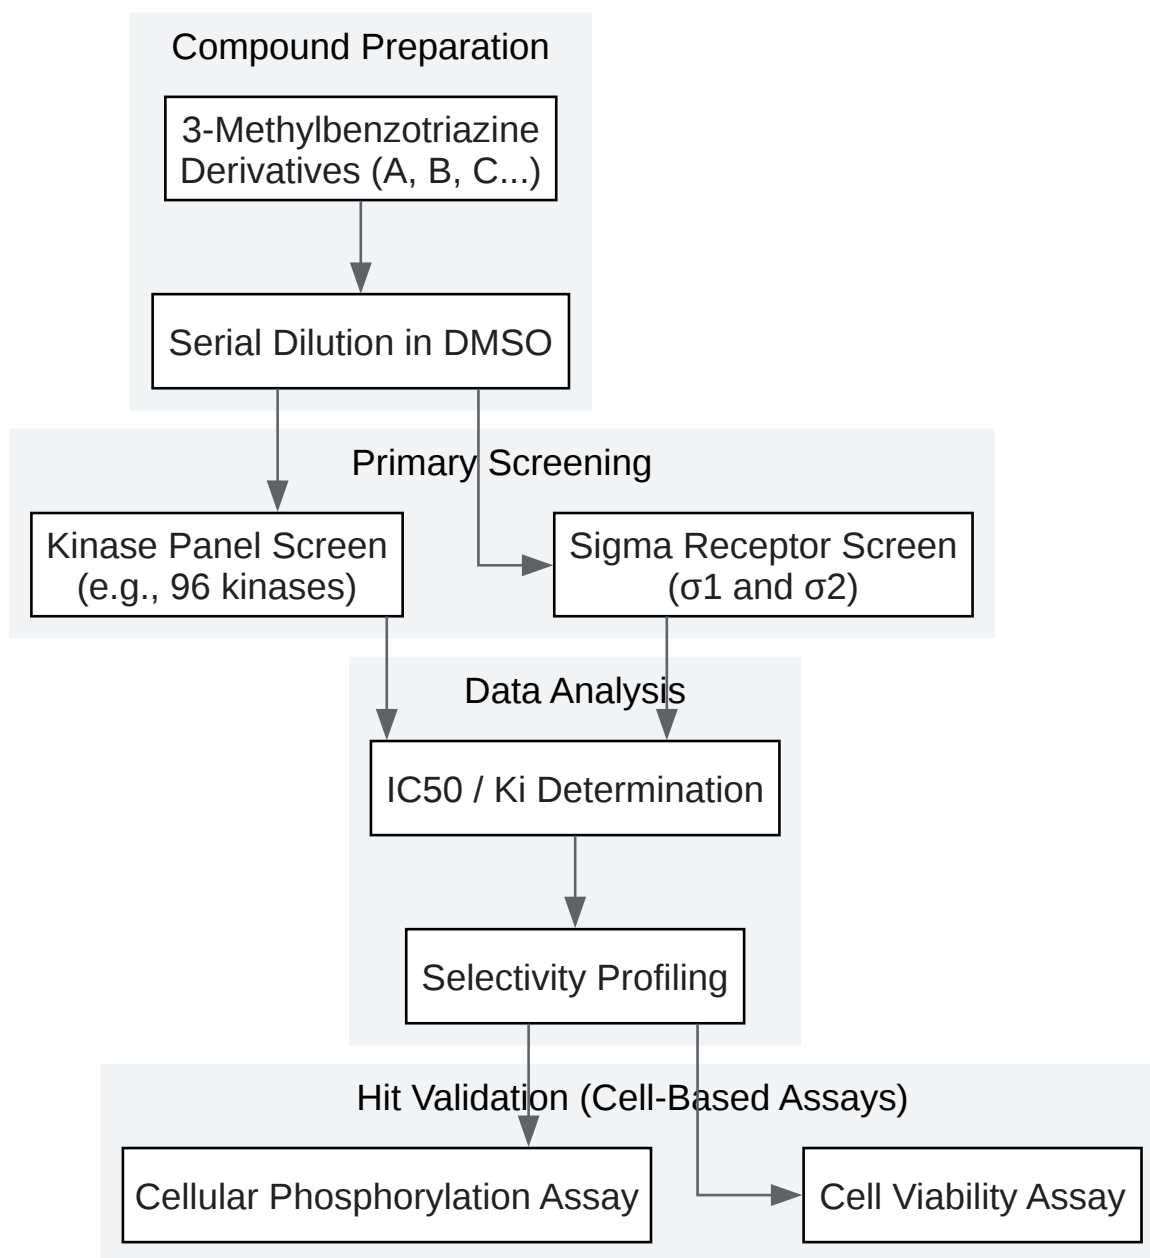 Compound Preparation
3-Methylbenzotriazine
Derivatives (A, B, C...)
Serial Dilution in DMSO
Primary Screening
Kinase Panel Screen
(e.g., 96 kinases)
Sigma Receptor Screen
(σ1 and σ2)
Data Analysis
IC50 / Ki Determination
Selectivity Profiling
Hit Validation (Cell-Based Assays)
Cellular Phosphorylation Assay
Cell Viability Assay